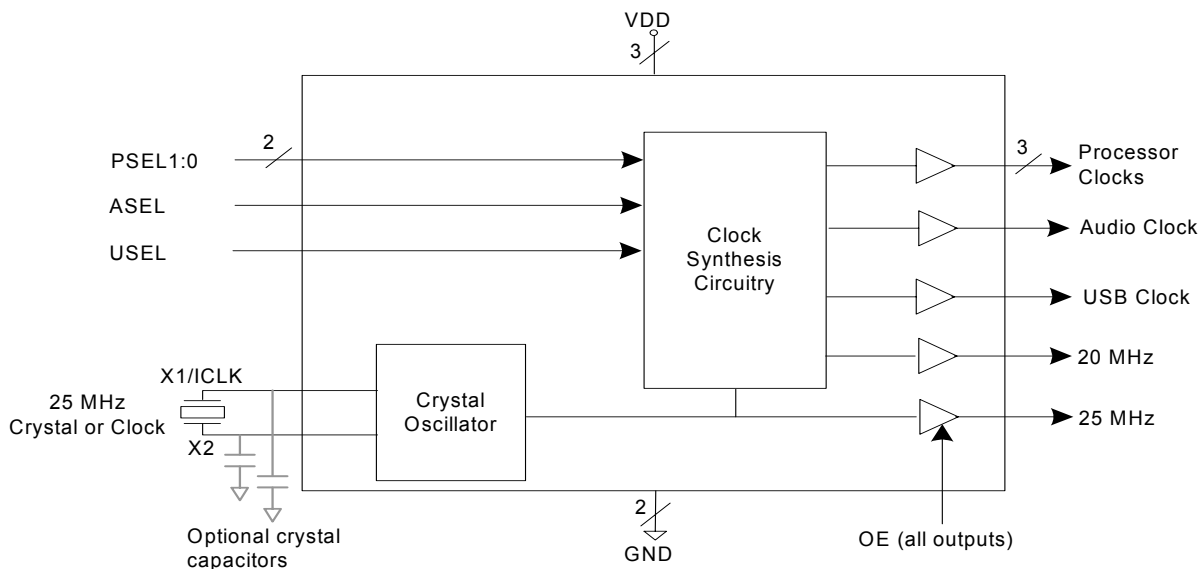 VDD
3
PSEL1:0
2
ASEL
USEL
Clock
Synthesis
Circuitry
3
Processor
Clocks
Audio Clock
USB Clock
20 MHz
25 MHz
X1/ICLK
25 MHz
Crystal or Clock
X2
Crystal
Oscillator
Optional crystal
capacitors
2
GND
OE (all outputs)